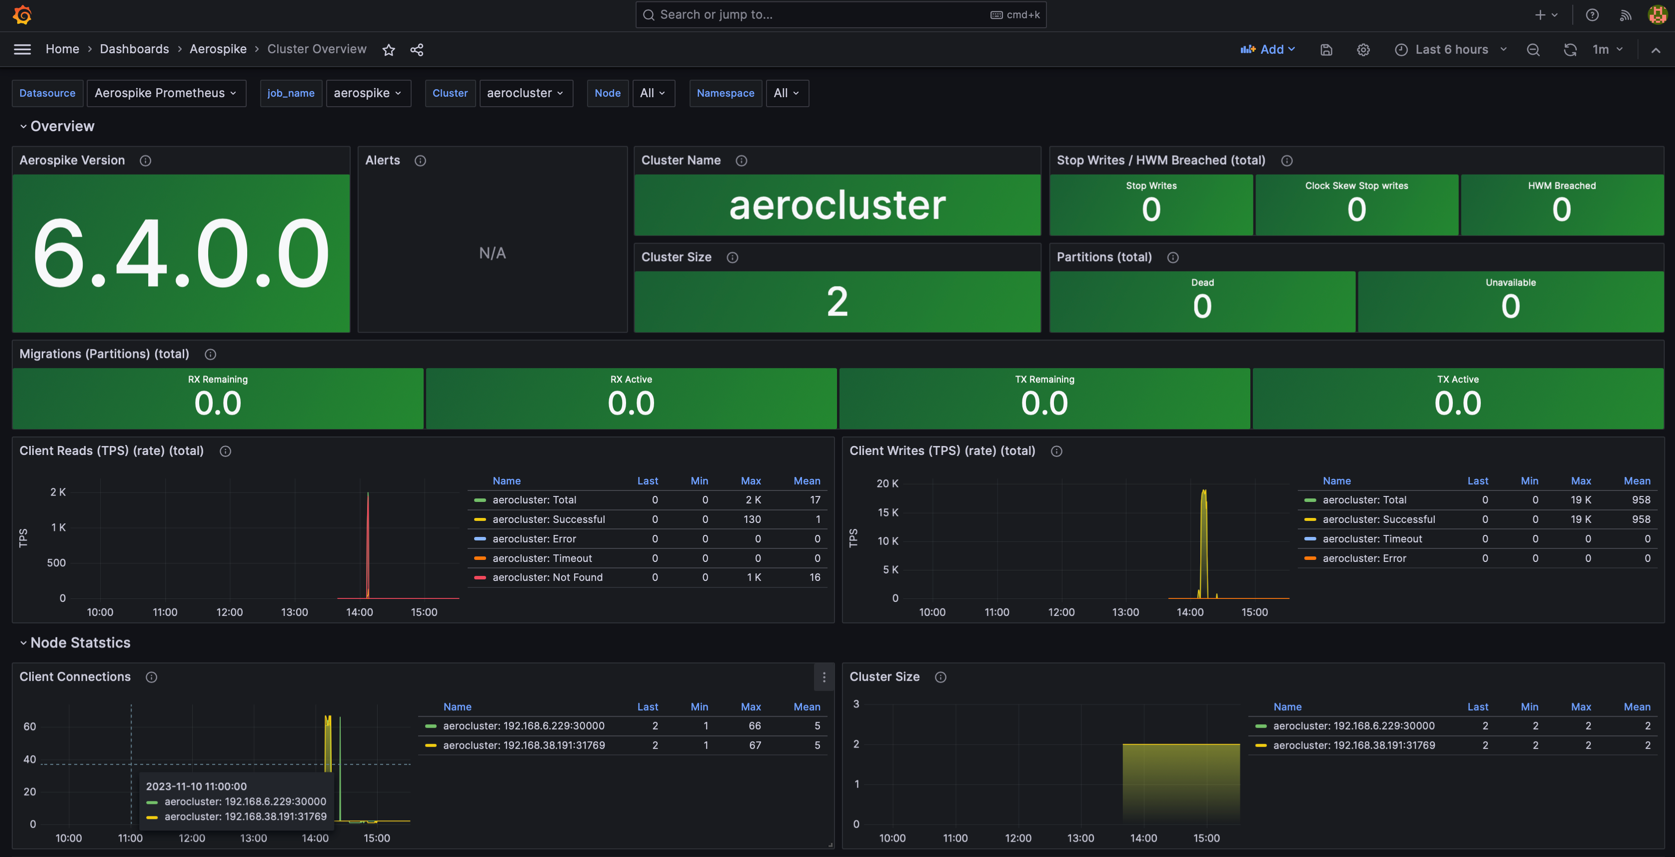 Search or jump to... cmd+k
Home › Dashboards › Aerospike › Cluster Overview Add Last 6 hours 1m
Datasource Aerospike Prometheus job_name aerospike Cluster aerocluster Node All Namespace All
Overview
Aerospike Version
6.4.0.0
Alerts
N/A
Cluster Name
aerocluster
Cluster Size
2
Stop Writes / HWM Breached (total)
Stop Writes Clock Skew Stop writes HWM Breached
0 0 0
Partitions (total)
Dead Unavailable
0 0
Migrations (Partitions) (total)
RX Remaining RX Active TX Remaining TX Active
0.0 0.0 0.0 0.0
Client Reads (TPS) (rate) (total)
TPS
2 K
1 K
500
0
10:00 11:00 12:00 13:00 14:00 15:00
Name Last Min Max Mean
aerocluster: Total 0 0 2 K 17
aerocluster: Successful 0 0 130 1
aerocluster: Error 0 0 0 0
aerocluster: Timeout 0 0 0 0
aerocluster: Not Found 0 0 1 K 16
Client Writes (TPS) (rate) (total)
TPS
20 K
15 K
10 K
5 K
0
10:00 11:00 12:00 13:00 14:00 15:00
Name Last Min Max Mean
aerocluster: Total 0 0 19 K 958
aerocluster: Successful 0 0 19 K 958
aerocluster: Timeout 0 0 0 0
aerocluster: Error 0 0 0 0
Node Statstics
Client Connections
60
40
20
0
10:00 11:00 12:00 13:00 14:00 15:00
2023-11-10 11:00:00
aerocluster: 192.168.6.229:30000
aerocluster: 192.168.38.191:31769
Name Last Min Max Mean
aerocluster: 192.168.6.229:30000 2 1 66 5
aerocluster: 192.168.38.191:31769 2 1 67 5
Cluster Size
3
2
1
0
10:00 11:00 12:00 13:00 14:00 15:00
Name Last Min Max Mean
aerocluster: 192.168.6.229:30000 2 2 2 2
aerocluster: 192.168.38.191:31769 2 2 2 2